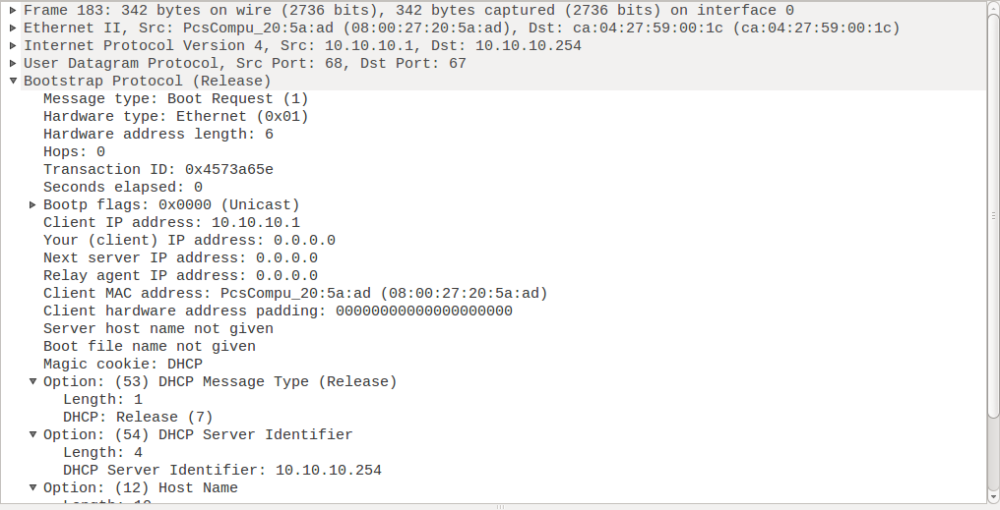 Frame 183: 342 bytes on wire (2736 bits), 342 bytes captured (2736 bits) on interface 0
Ethernet II, Src: PcsCompu_20:5a:ad (08:00:27:20:5a:ad), Dst: ca:04:27:59:00:1c (ca:04:27:59:00:1c)
Internet Protocol Version 4, Src: 10.10.10.1, Dst: 10.10.10.254
User Datagram Protocol, Src Port: 68, Dst Port: 67
Bootstrap Protocol (Release)
Message type: Boot Request (1)
Hardware type: Ethernet (0x01)
Hardware address length: 6
Hops: 0
Transaction ID: 0x4573a65e
Seconds elapsed: 0
Bootp flags: 0x0000 (Unicast)
Client IP address: 10.10.10.1
Your (client) IP address: 0.0.0.0
Next server IP address: 0.0.0.0
Relay agent IP address: 0.0.0.0
Client MAC address: PcsCompu_20:5a:ad (08:00:27:20:5a:ad)
Client hardware address padding: 00000000000000000000
Server host name not given
Boot file name not given
Magic cookie: DHCP
Option: (53) DHCP Message Type (Release)
Length: 1
DHCP: Release (7)
Option: (54) DHCP Server Identifier
Length: 4
DHCP Server Identifier: 10.10.10.254
Option: (12) Host Name
Length: